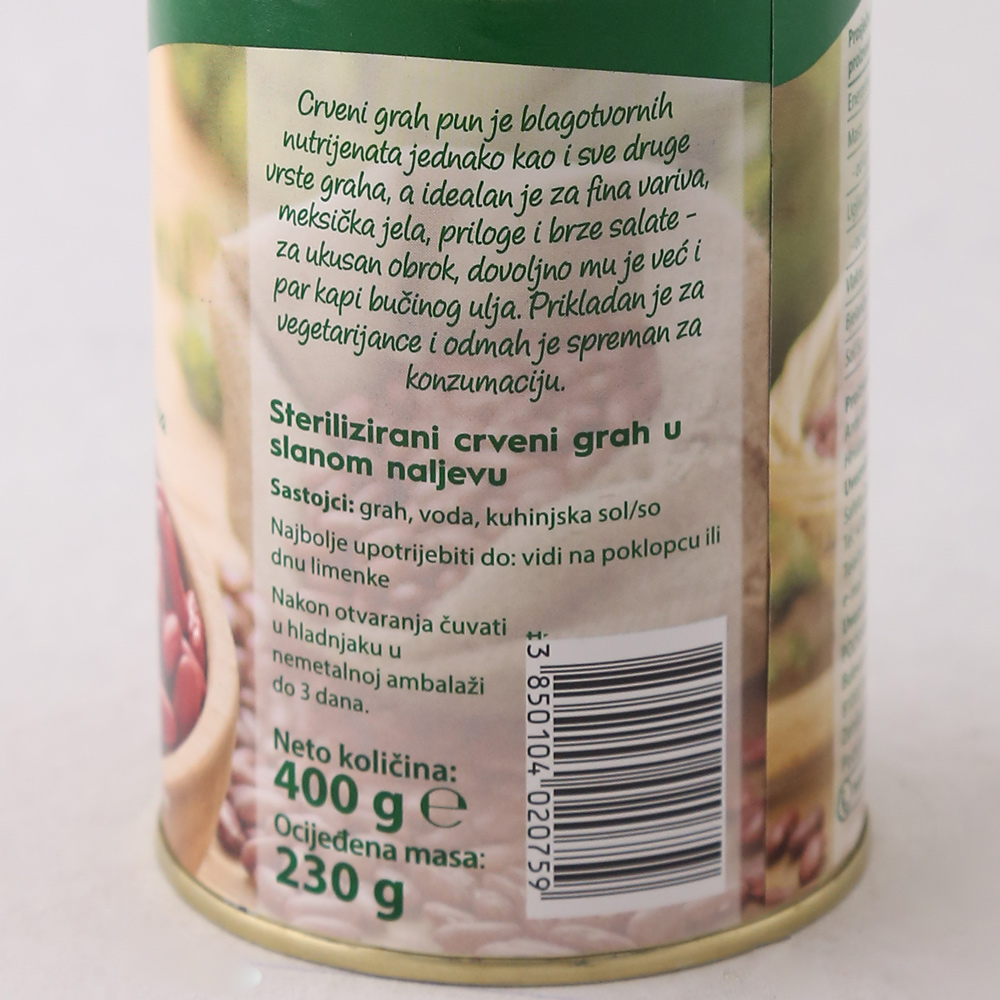 Crveni grah pun je blagotvornih
nutrijenata jednako kao i sve druge
vrste graha, a idealan je za fina variva,
meksička jela, priloge i brze salate -
za ukusan obrok, dovoljno mu je već i
par kapi bučinog ulja. Prikladan je za
vegetarijance i odmah je spreman za
konzumaciju.
Sterilizirani crveni grah u
slanom naljevu
Sastojci: grah, voda, kuhinjska sol/so
Najbolje upotrijebiti do: vidi na poklopcu ili
dnu limenke
Nakon otvaranja čuvati
u hladnjaku u
nemetalnoj ambalaži
do 3 dana.
Neto količina:
400 g ℮
Ocijeđena masa:
230 g
3 850104 020759